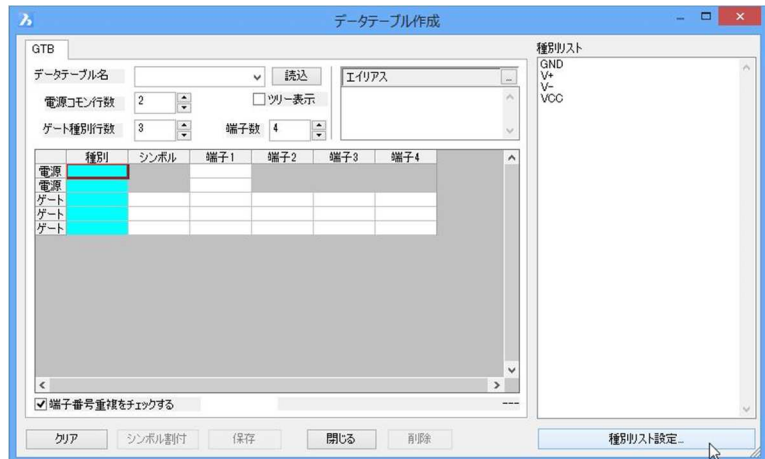 データテーブル作成
GTB
種別リスト
データテーブル名
読込
エイリアス
...
GND
V+
V-
VCC
電源コモン行数 2
ツリー表示
ゲート種別行数 3
端子数 4
種別 シンボル 端子1 端子2 端子3 端子4
電源
電源
ゲート
ゲート
ゲート
端子番号重複をチェックする
---
クリア シンボル割付 保存 閉じる 削除 種別リスト設定...